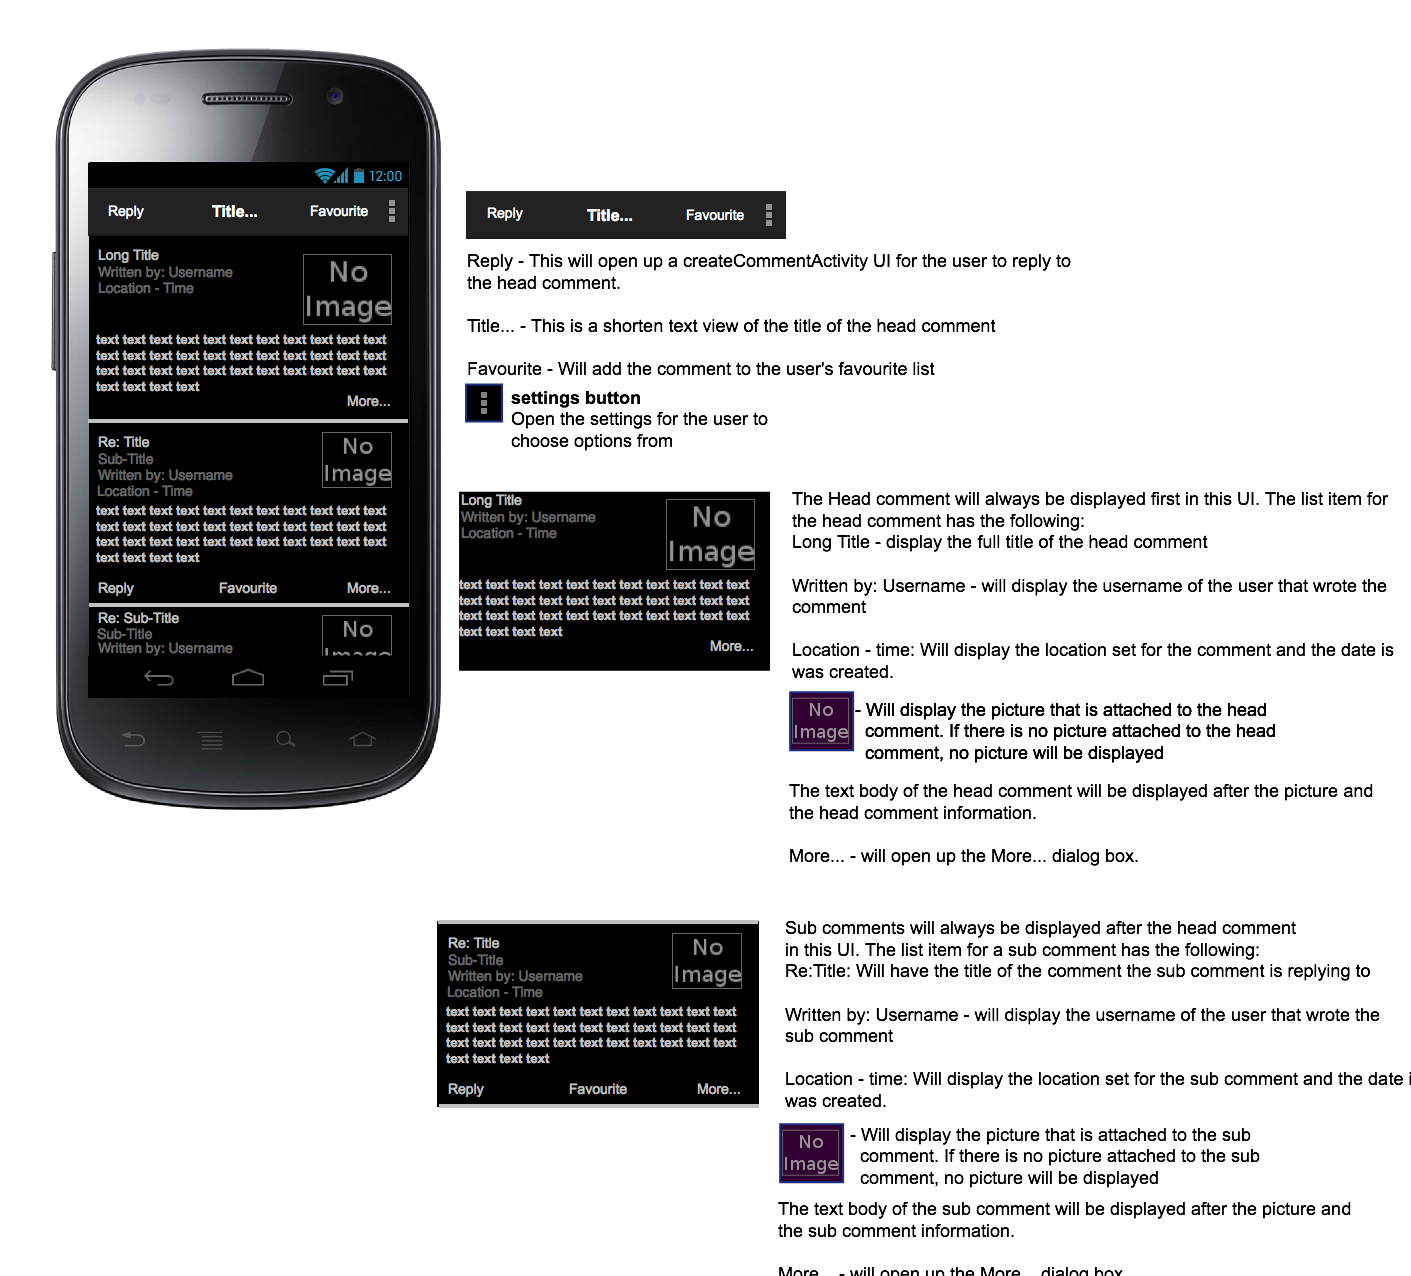 12:00
Reply Title... Favourite
Long Title
Written by: Username
Location - Time
No
Image
text text text text text text text text text text text
text text text text text text text text text text text
text text text text text text text text text text text
text text text text
More...
Re: Title
Sub-Title
Written by: Username
Location - Time
No
Image
text text text text text text text text text text text
text text text text text text text text text text text
text text text text text text text text text text text
text text text text
Reply Favourite More...
Re: Sub-Title
Sub-Title
Written by: Username
No
Image
Reply Title... Favourite
Reply - This will open up a createCommentActivity UI for the user to reply to
the head comment.
Title... - This is a shorten text view of the title of the head comment
Favourite - Will add the comment to the user's favourite list
settings button
Open the settings for the user to
choose options from
Long Title
Written by: Username
Location - Time
No
Image
text text text text text text text text text text text
text text text text text text text text text text text
text text text text text text text text text text text
text text text text
More...
The Head comment will always be displayed first in this UI. The list item for
the head comment has the following:
Long Title - display the full title of the head comment
Written by: Username - will display the username of the user that wrote the
comment
Location - time: Will display the location set for the comment and the date is
was created.
No
Image
- Will display the picture that is attached to the head
comment. If there is no picture attached to the head
comment, no picture will be displayed
The text body of the head comment will be displayed after the picture and
the head comment information.
More... - will open up the More... dialog box.
Re: Title
Sub-Title
Written by: Username
Location - Time
No
Image
text text text text text text text text text text text
text text text text text text text text text text text
text text text text text text text text text text text
text text text text
Reply Favourite More...
Sub comments will always be displayed after the head comment
in this UI. The list item for a sub comment has the following:
Re:Title: Will have the title of the comment the sub comment is replying to
Written by: Username - will display the username of the user that wrote the
sub comment
Location - time: Will display the location set for the sub comment and the date i
was created.
No
Image
- Will display the picture that is attached to the sub
comment. If there is no picture attached to the sub
comment, no picture will be displayed
The text body of the sub comment will be displayed after the picture and
the sub comment information.
More... - will open up the More... dialog box.